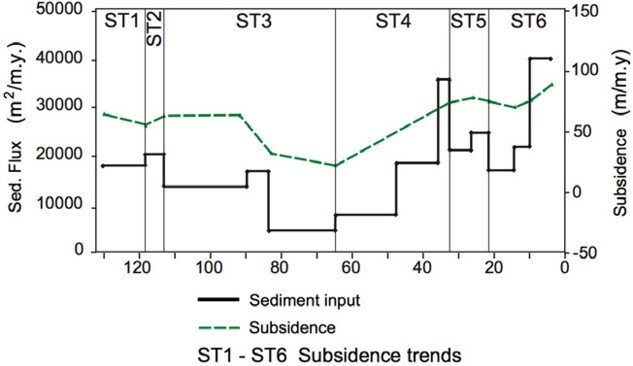 50000
40000
30000
20000
10000
0
Sed. Flux (m²/m.y.)
ST1 ST2 ST3 ST4 ST5 ST6
150
100
50
0
-50
Subsidence (m/m.y)
120 100 80 60 40 20 0
Sediment input
Subsidence
ST1 - ST6 Subsidence trends